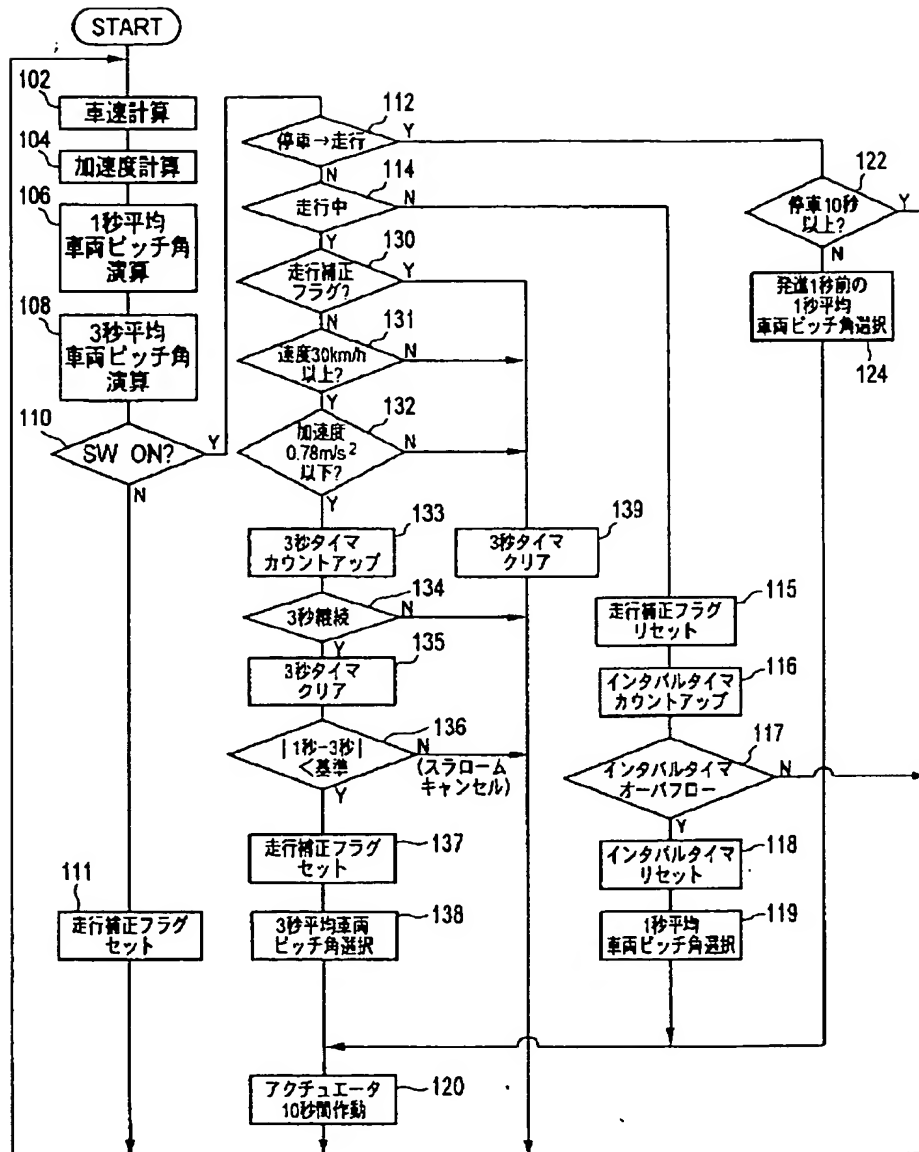 START
102
車速計算
104
加速度計算
106
1秒平均
車両ピッチ角
演算
108
3秒平均
車両ピッチ角
演算
110
SW ON?
Y
N
111
走行補正フラグ
セット
112
停車→走行
Y
N
114
走行中
N
Y
130
走行補正
フラグ?
Y
N
131
速度30km/h
以上?
N
Y
132
加速度
0.78m/s²
以下?
N
Y
133
3秒タイマ
カウントアップ
134
3秒継続
N
Y
135
3秒タイマ
クリア
136
|1秒-3秒|
<基準
N
(スラローム
キャンセル)
Y
137
走行補正フラグ
セット
138
3秒平均車両
ピッチ角選択
139
3秒タイマ
クリア
115
走行補正フラグ
リセット
116
インタバルタイマ
カウントアップ
117
インタバルタイマ
オーバフロー
N
Y
118
インタバルタイマ
リセット
119
1秒平均
車両ピッチ角選択
122
停車10秒
以上?
Y
N
発進1秒前の
1秒平均
車両ピッチ角選択
124
120
アクチュエータ
10秒間作動